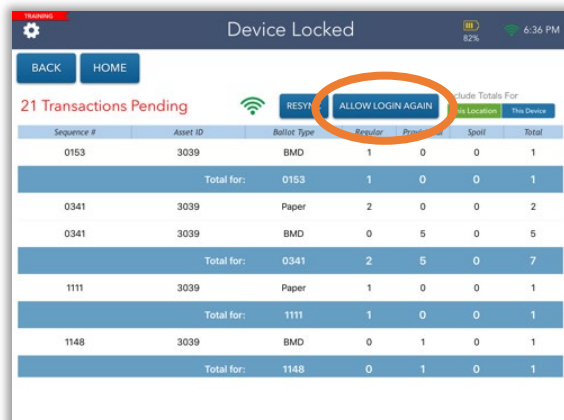 TRAINING
Device Locked
82%
6:36 PM
BACK HOME
21 Transactions Pending
ALLOW LOGIN AGAIN
Totals For
Location This Device
Sequence # Asset ID Ballot Type Regular Spoil Total
0153 3039 BMD 1 0 0 1
Total for: 0153 1 0 0 1
0341 3039 Paper 2 0 0 2
0341 3039 BMD 0 5 0 5
Total for: 0341 2 5 0 7
1111 3039 Paper 1 0 0 1
Total for: 1111 1 0 0 1
1148 3039 BMD 0 1 0 1
Total for: 1148 0 1 0 1